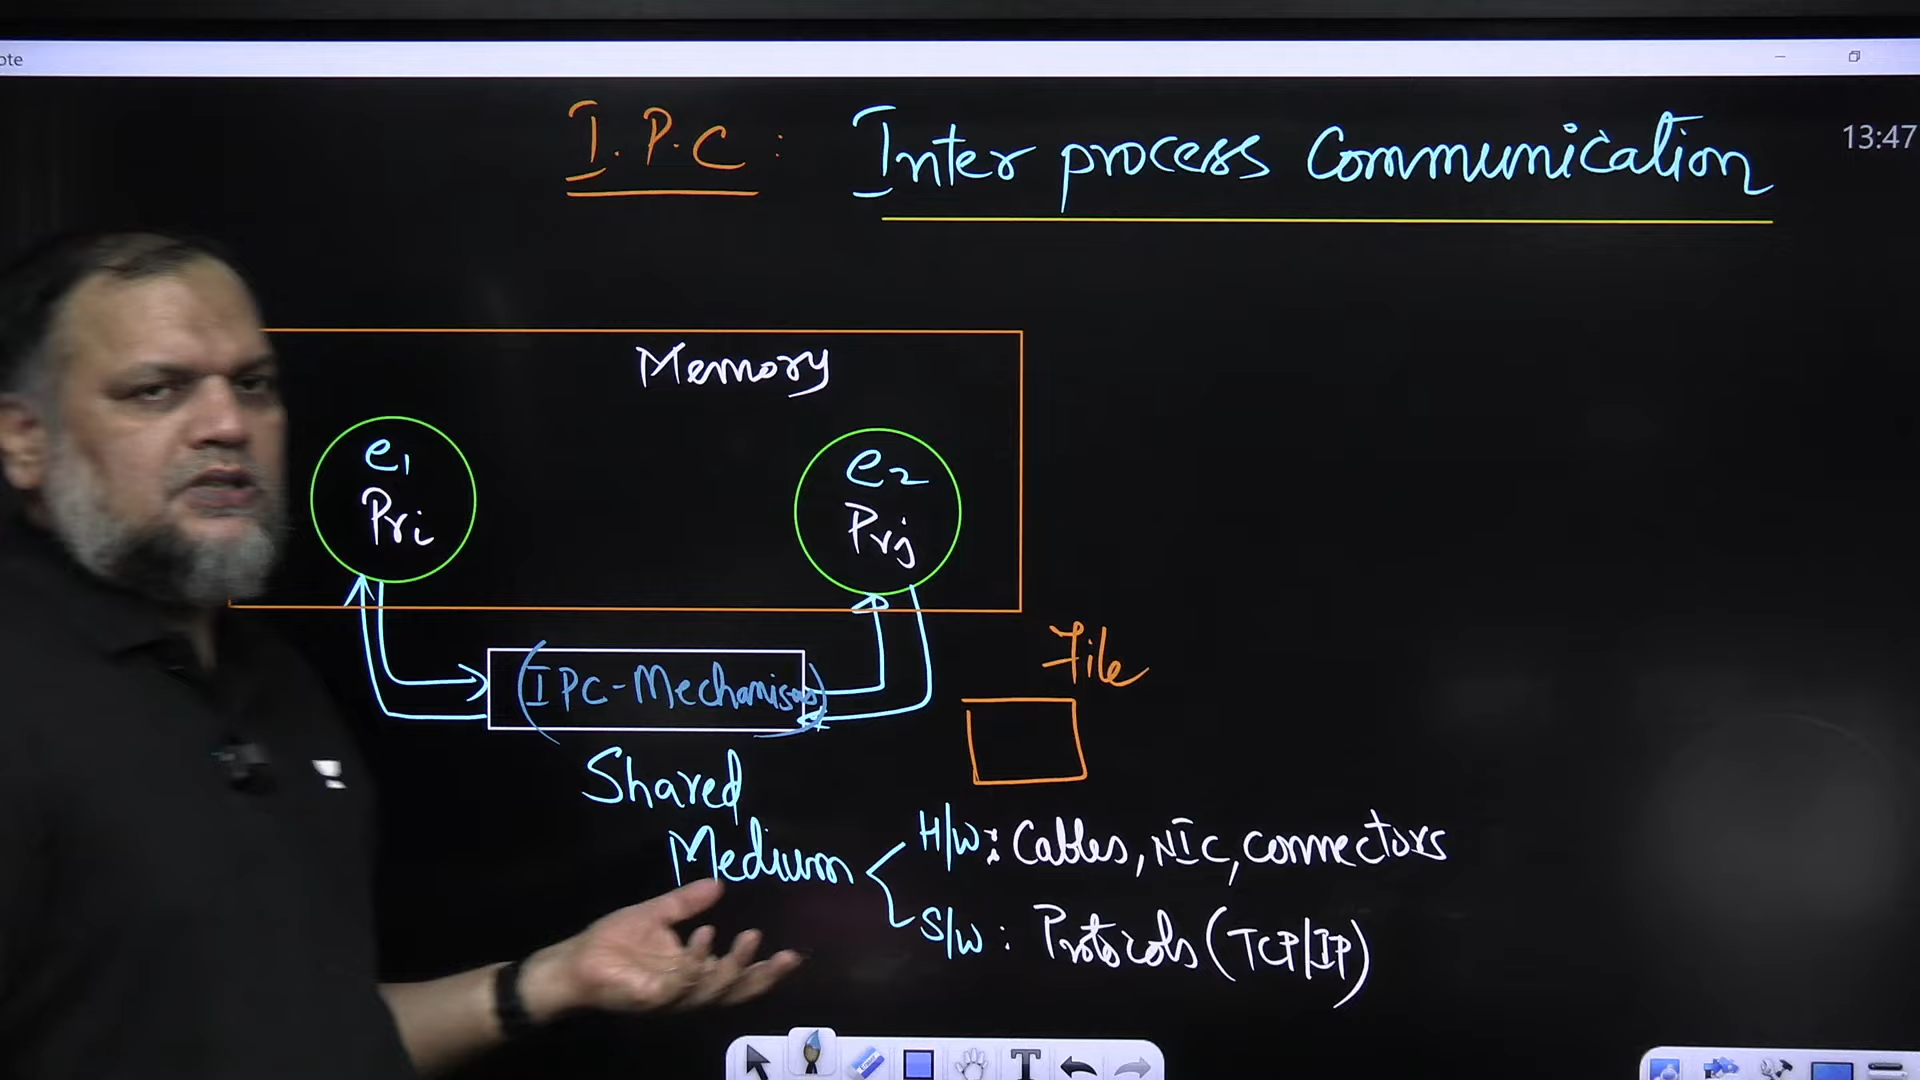 ote
I.P.C : Inter process Communication
13:47
Memory
e1
Pri
e2
Prj
(IPC-Mechanism)
File
Shared
Medium
H/W : Cables, NIC, connectors
S/W : Protocols (TCP/IP)
T